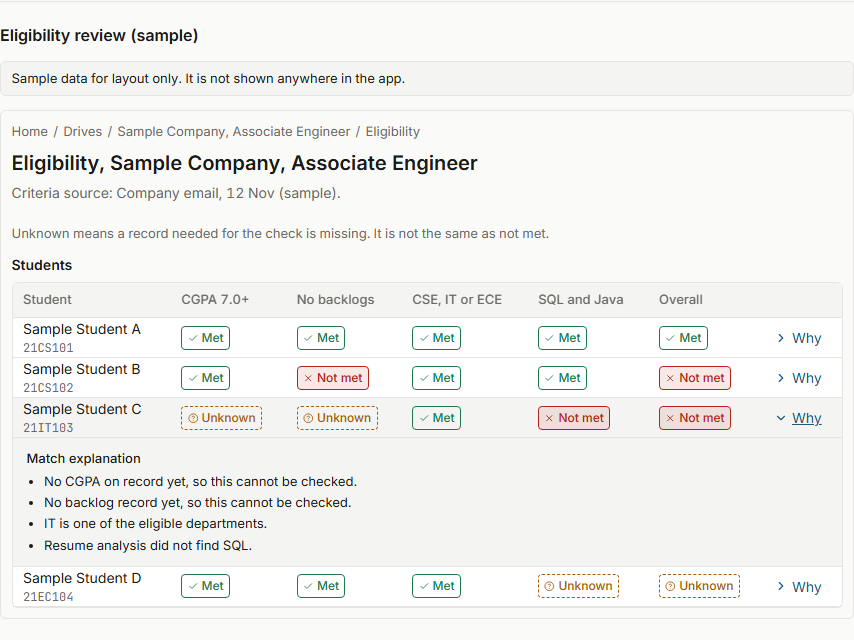 Eligibility review (sample)
Sample data for layout only. It is not shown anywhere in the app.
Home / Drives / Sample Company, Associate Engineer / Eligibility
Eligibility, Sample Company, Associate Engineer
Criteria source: Company email, 12 Nov (sample).
Unknown means a record needed for the check is missing. It is not the same as not met.
Students
Student CGPA 7.0+ No backlogs CSE, IT or ECE SQL and Java Overall
Sample Student A Met Met Met Met Met Why
21CS101
Sample Student B Met Not met Met Met Not met Why
21CS102
Sample Student C Unknown Unknown Met Not met Not met Why
21IT103
Match explanation
• No CGPA on record yet, so this cannot be checked.
• No backlog record yet, so this cannot be checked.
• IT is one of the eligible departments.
• Resume analysis did not find SQL.
Sample Student D Met Met Met Unknown Unknown Why
21EC104